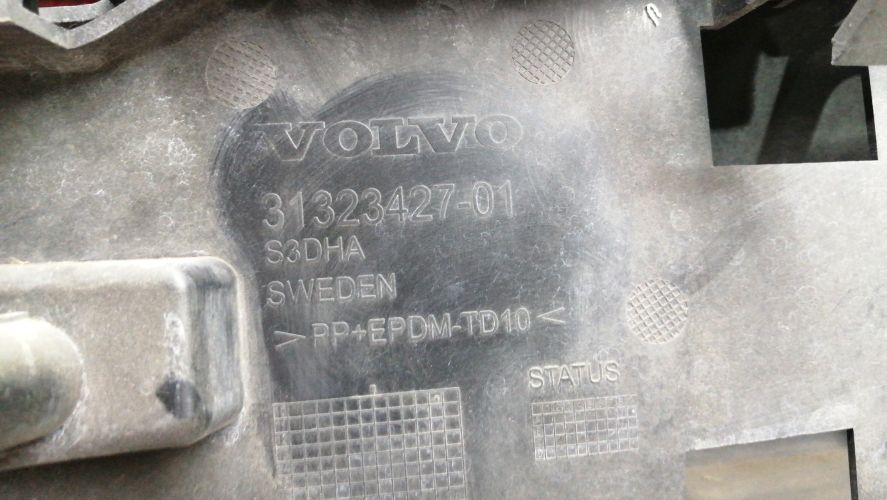 VOLVO
31323427-01
S3DHA
SWEDEN
> PP+EPDM-TD10 <
STATUS